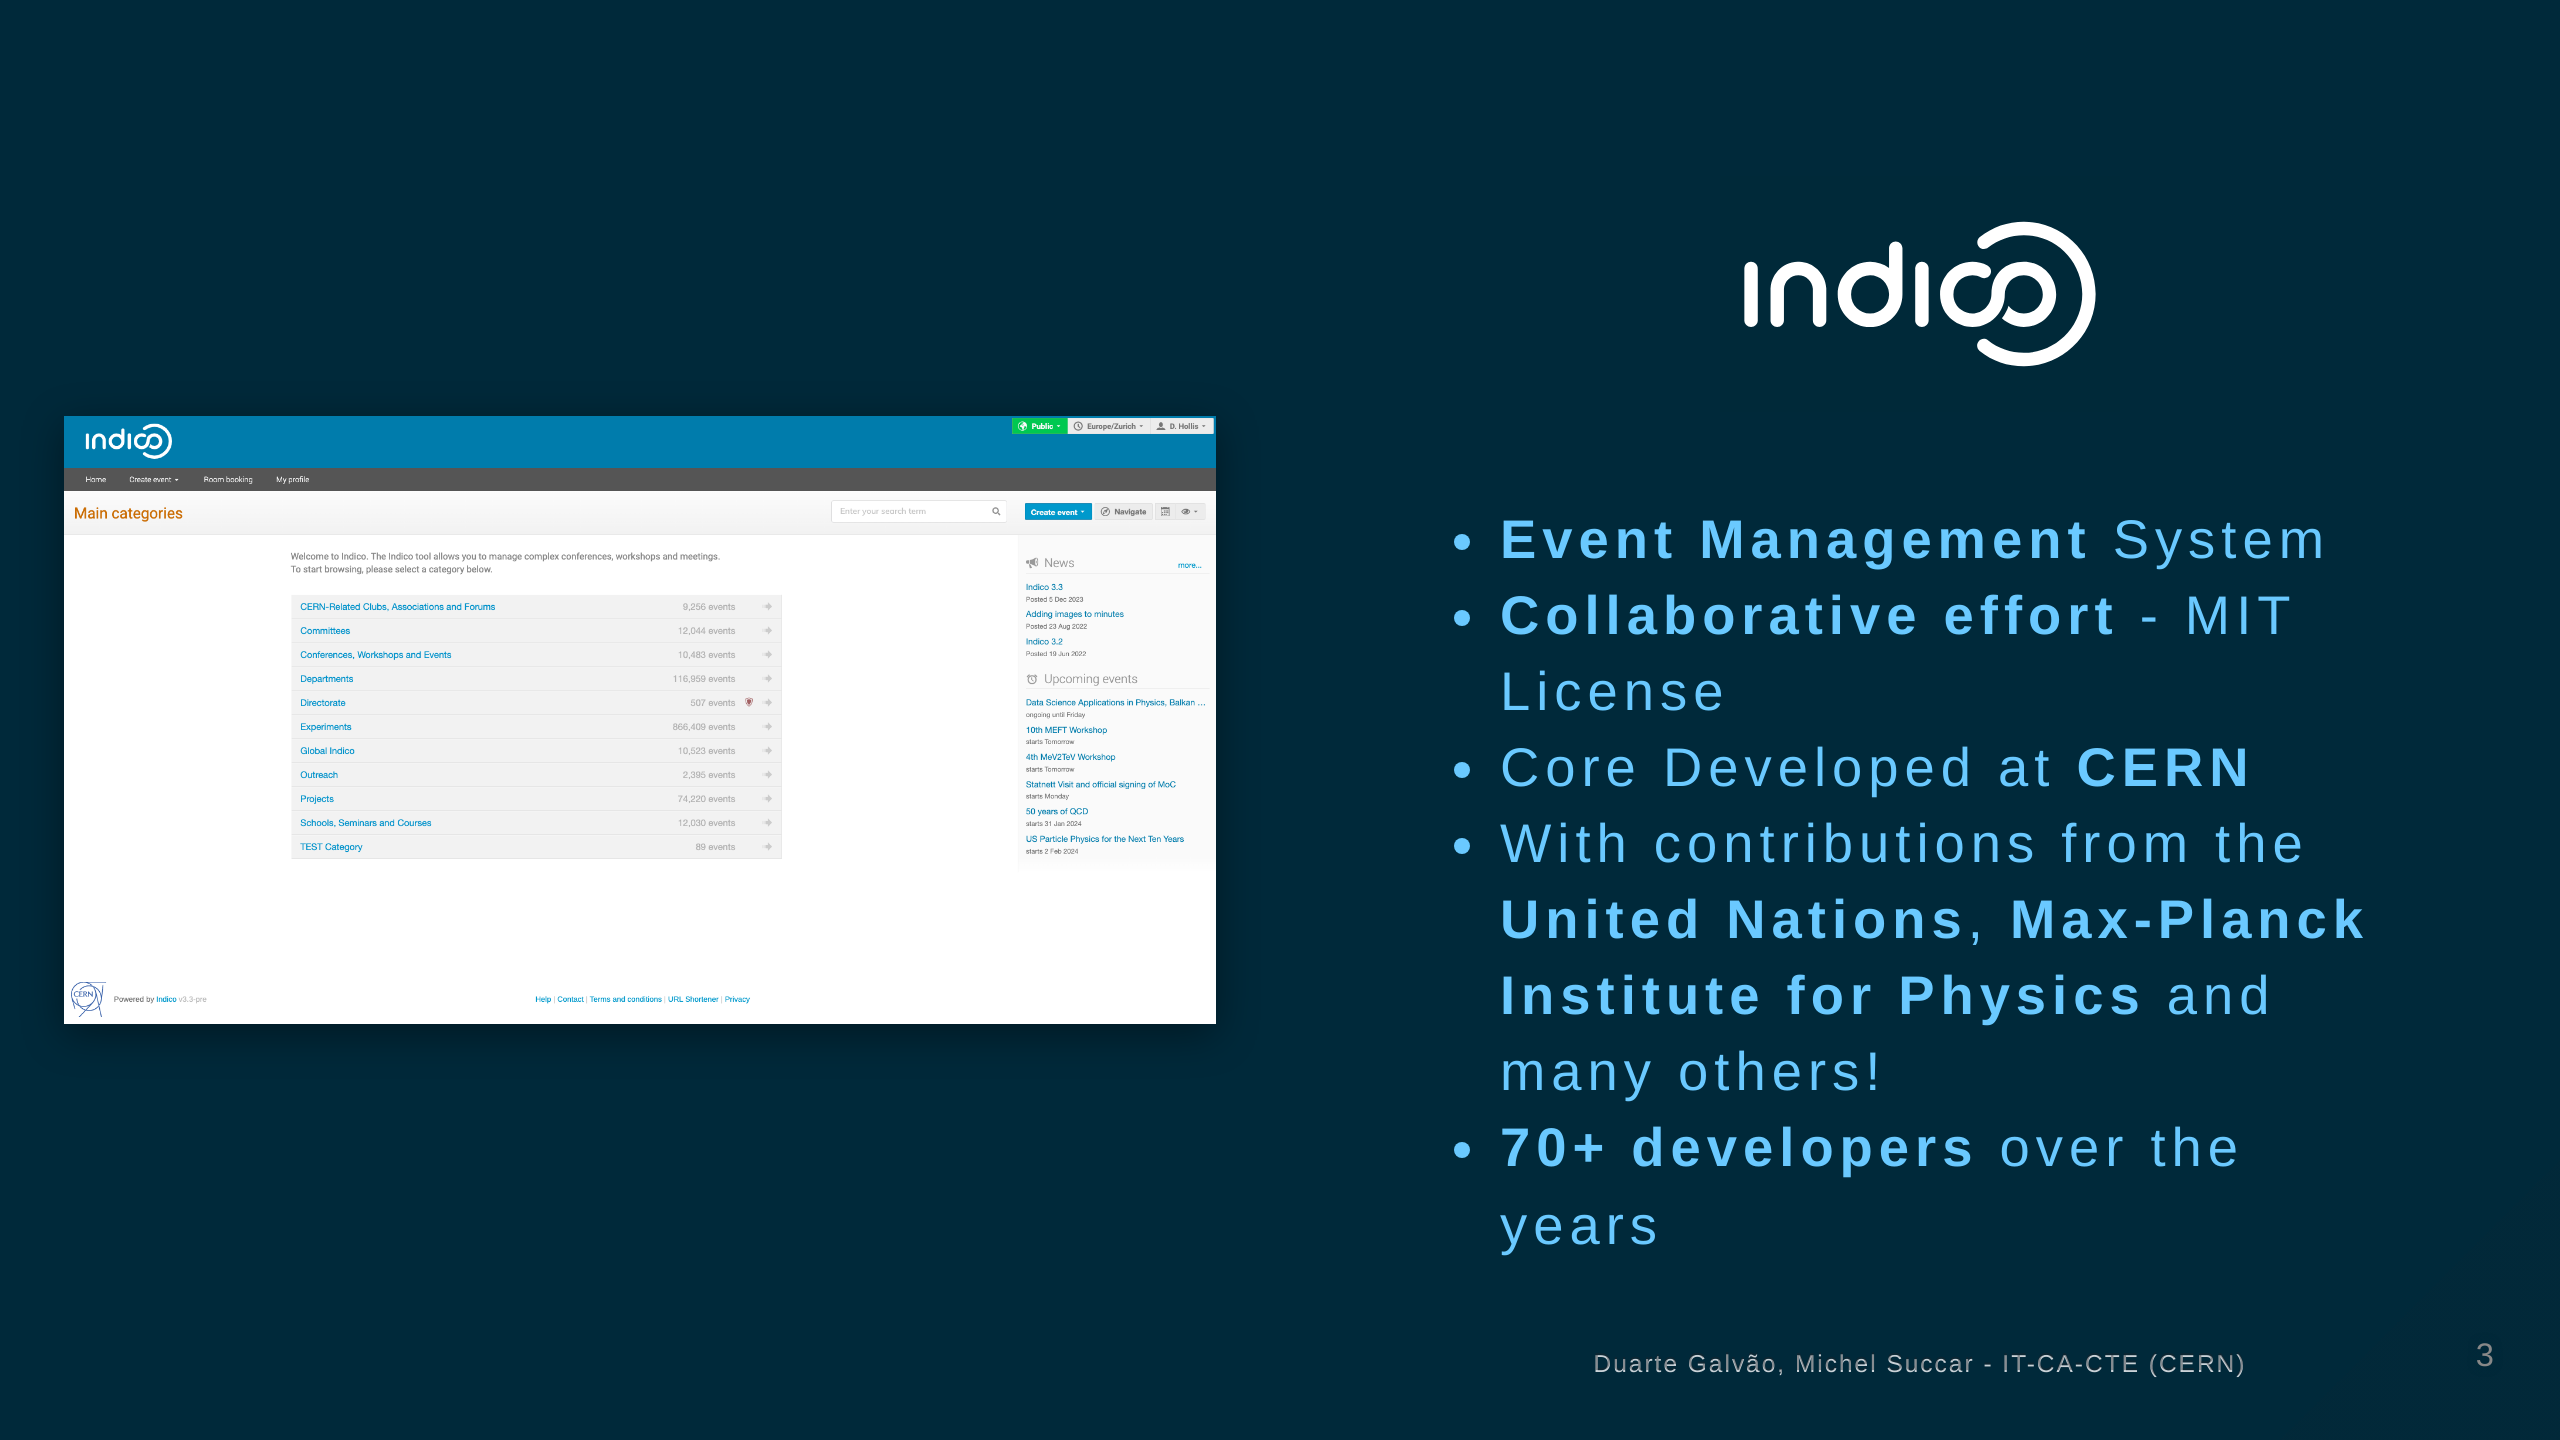 indico
Public
Europe/Zurich
D. Hollis
Home
Create event
Room booking
My profile
Main categories
Enter your search term
Create event
Navigate
Welcome to Indico. The Indico tool allows you to manage complex conferences, workshops and meetings.
To start browsing, please select a category below.
CERN-Related Clubs, Associations and Forums 9,256 events
Committees 12,044 events
Conferences, Workshops and Events 10,483 events
Departments 116,959 events
Directorate 507 events
Experiments 866,409 events
Global Indico 10,523 events
Outreach 2,395 events
Projects 74,220 events
Schools, Seminars and Courses 12,030 events
TEST Category 89 events
News more...
Indico 3.3
Posted 5 Dec 2023
Adding images to minutes
Posted 23 Aug 2022
Indico 3.2
Posted 19 Jun 2022
Upcoming events
Data Science Applications in Physics, Balkan ...
ongoing until Friday
10th MEFT Workshop
starts Tomorrow
4th MeV2TeV Workshop
starts Tomorrow
Statnett Visit and official signing of MoC
starts Monday
50 years of QCD
starts 31 Jan 2024
US Particle Physics for the Next Ten Years
starts 2 Feb 2024
CERN
Powered by Indico v3.3-pre
Help | Contact | Terms and conditions | URL Shortener | Privacy
indico
• Event Management System
• Collaborative effort - MIT
License
• Core Developed at CERN
• With contributions from the
United Nations, Max-Planck
Institute for Physics and
many others!
• 70+ developers over the
years
Duarte Galvão, Michel Succar - IT-CA-CTE (CERN)
3